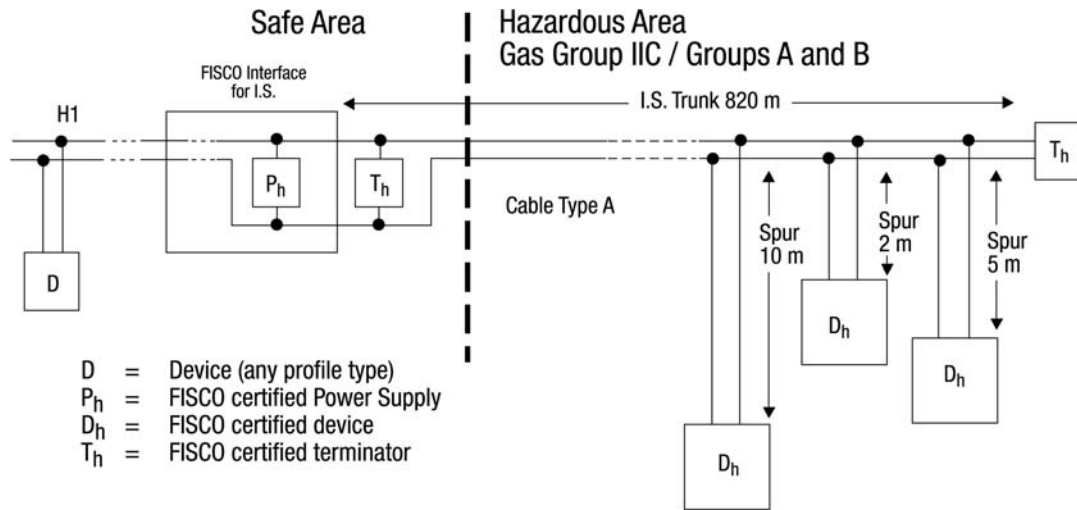 Safe Area
Hazardous Area
Gas Group IIC / Groups A and B
FISCO Interface
for I.S.
I.S. Trunk 820 m
H1
Ph
Th
Th
Cable Type A
Spur
10 m
Spur
2 m
Spur
5 m
D
Dh
Dh
Dh
D = Device (any profile type)
Ph = FISCO certified Power Supply
Dh = FISCO certified device
Th = FISCO certified terminator